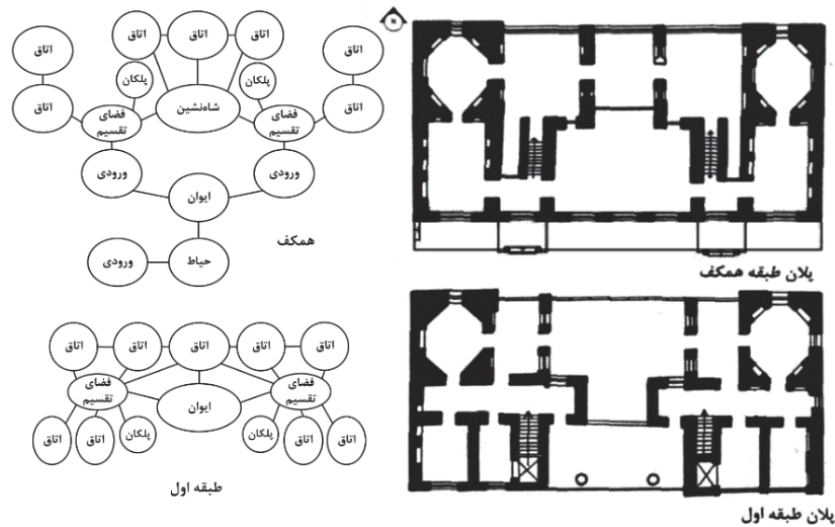 اتاق
اتاق
اتاق
اتاق
اتاق
پلکان
پلکان
اتاق
شاه‌نشین
اتاق
فضای
تقسیم
فضای
تقسیم
ورودی
ورودی
ایوان
همکف
حیاط
ورودی
N
پلان طبقه همکف
اتاق
اتاق
اتاق
اتاق
اتاق
فضای
تقسیم
فضای
تقسیم
ایوان
اتاق
اتاق
پلکان
پلکان
اتاق
اتاق
طبقه اول
پلان طبقه اول